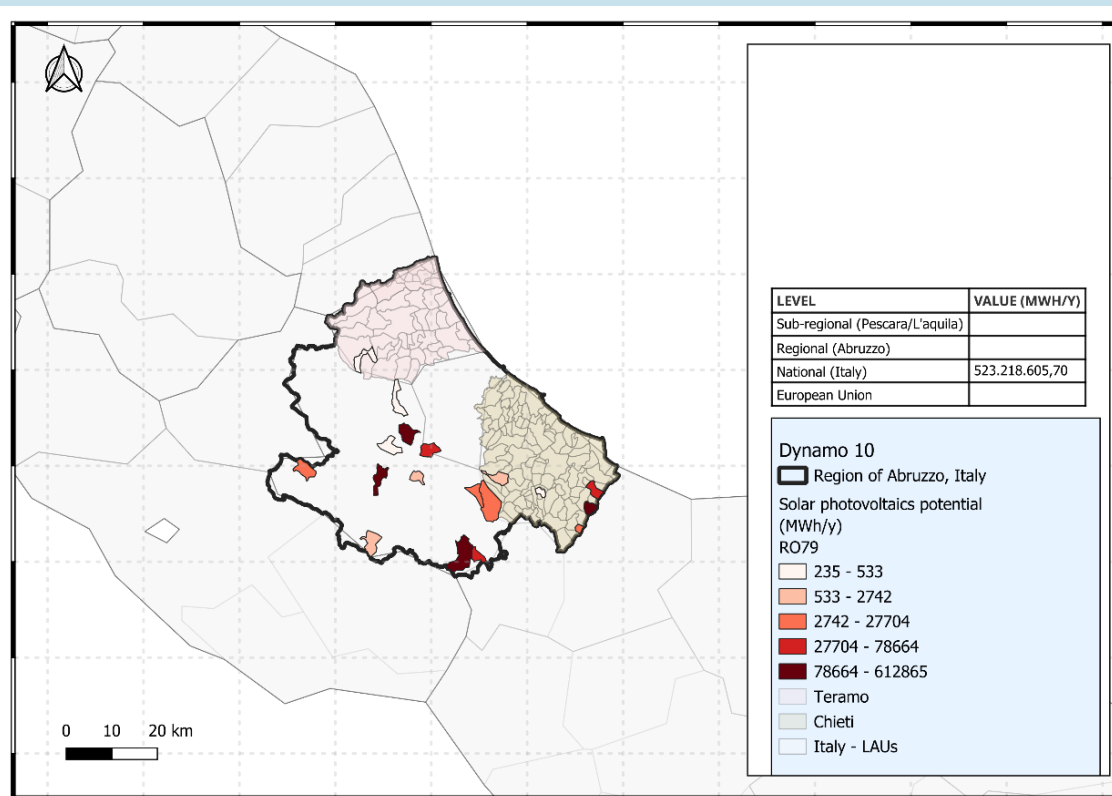 LEVEL VALUE (MWH/Y)
Sub-regional (Pescara/L'aquila)
Regional (Abruzzo)
National (Italy) 523.218.605,70
European Union
Dynamo 10
Region of Abruzzo, Italy
Solar photovoltaics potential
(MWh/y)
RO79
235 - 533
533 - 2742
2742 - 27704
27704 - 78664
78664 - 612865
Teramo
Chieti
Italy - LAUs
0 10 20 km